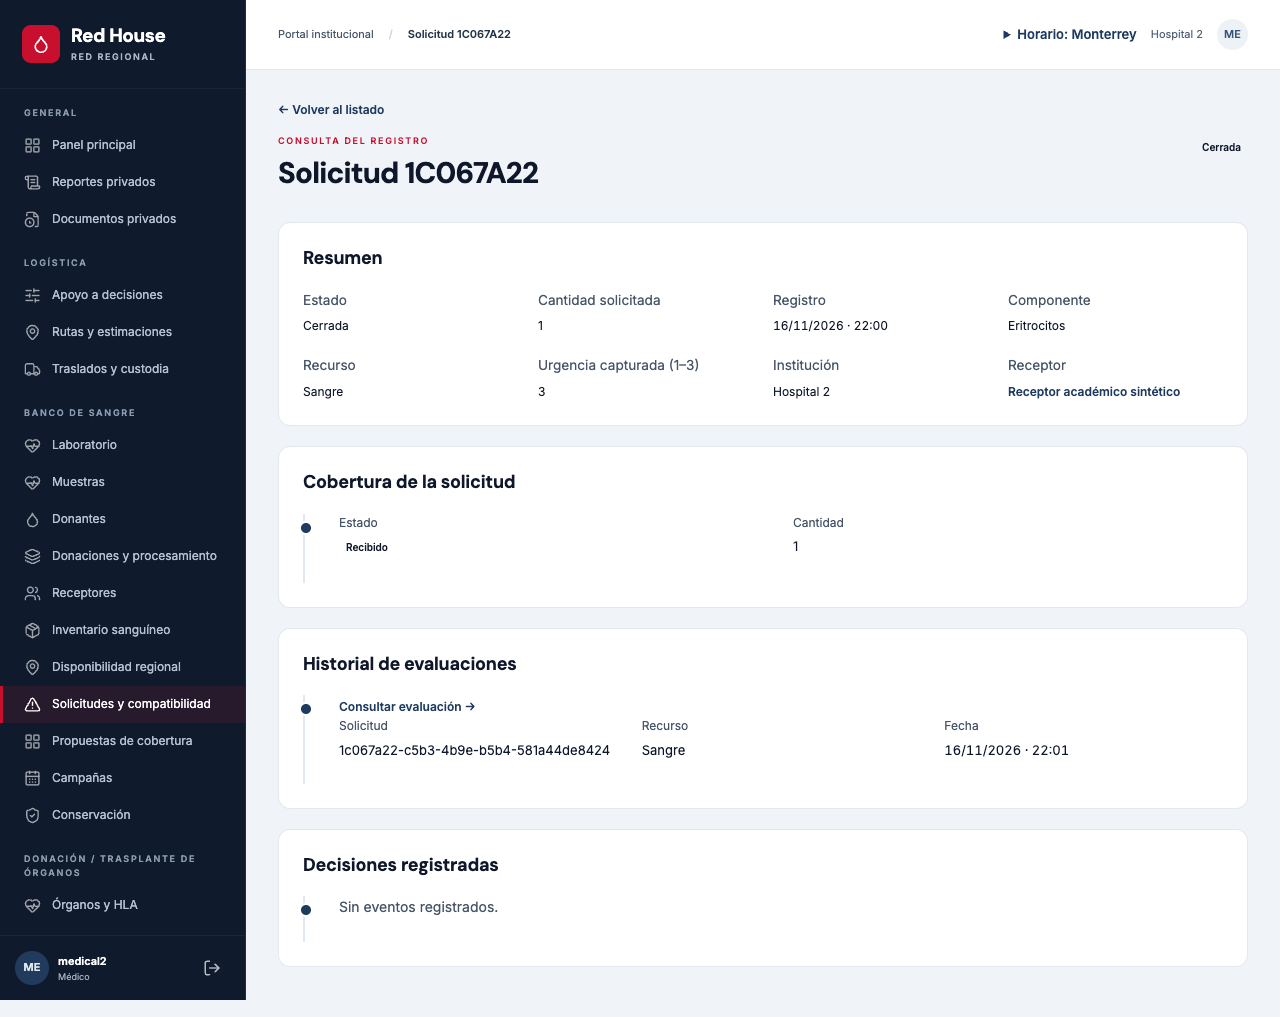 Red House
RED REGIONAL
GENERAL
Panel principal
Reportes privados
Documentos privados
LOGÍSTICA
Apoyo a decisiones
Rutas y estimaciones
Traslados y custodia
BANCO DE SANGRE
Laboratorio
Muestras
Donantes
Donaciones y procesamiento
Receptores
Inventario sanguíneo
Disponibilidad regional
Solicitudes y compatibilidad
Propuestas de cobertura
Campañas
Conservación
DONACIÓN / TRASPLANTE DE
ÓRGANOS
Órganos y HLA
ME
medical2
Médico
Portal institucional / Solicitud 1C067A22
▶ Horario: Monterrey Hospital 2 ME
← Volver al listado
CONSULTA DEL REGISTRO
Solicitud 1C067A22
Cerrada
Resumen
Estado Cantidad solicitada Registro Componente
Cerrada 1 16/11/2026 · 22:00 Eritrocitos
Recurso Urgencia capturada (1–3) Institución Receptor
Sangre 3 Hospital 2 Receptor académico sintético
Cobertura de la solicitud
Estado Cantidad
Recibido 1
Historial de evaluaciones
Consultar evaluación →
Solicitud Recurso Fecha
1c067a22-c5b3-4b9e-b5b4-581a44de8424 Sangre 16/11/2026 · 22:01
Decisiones registradas
Sin eventos registrados.